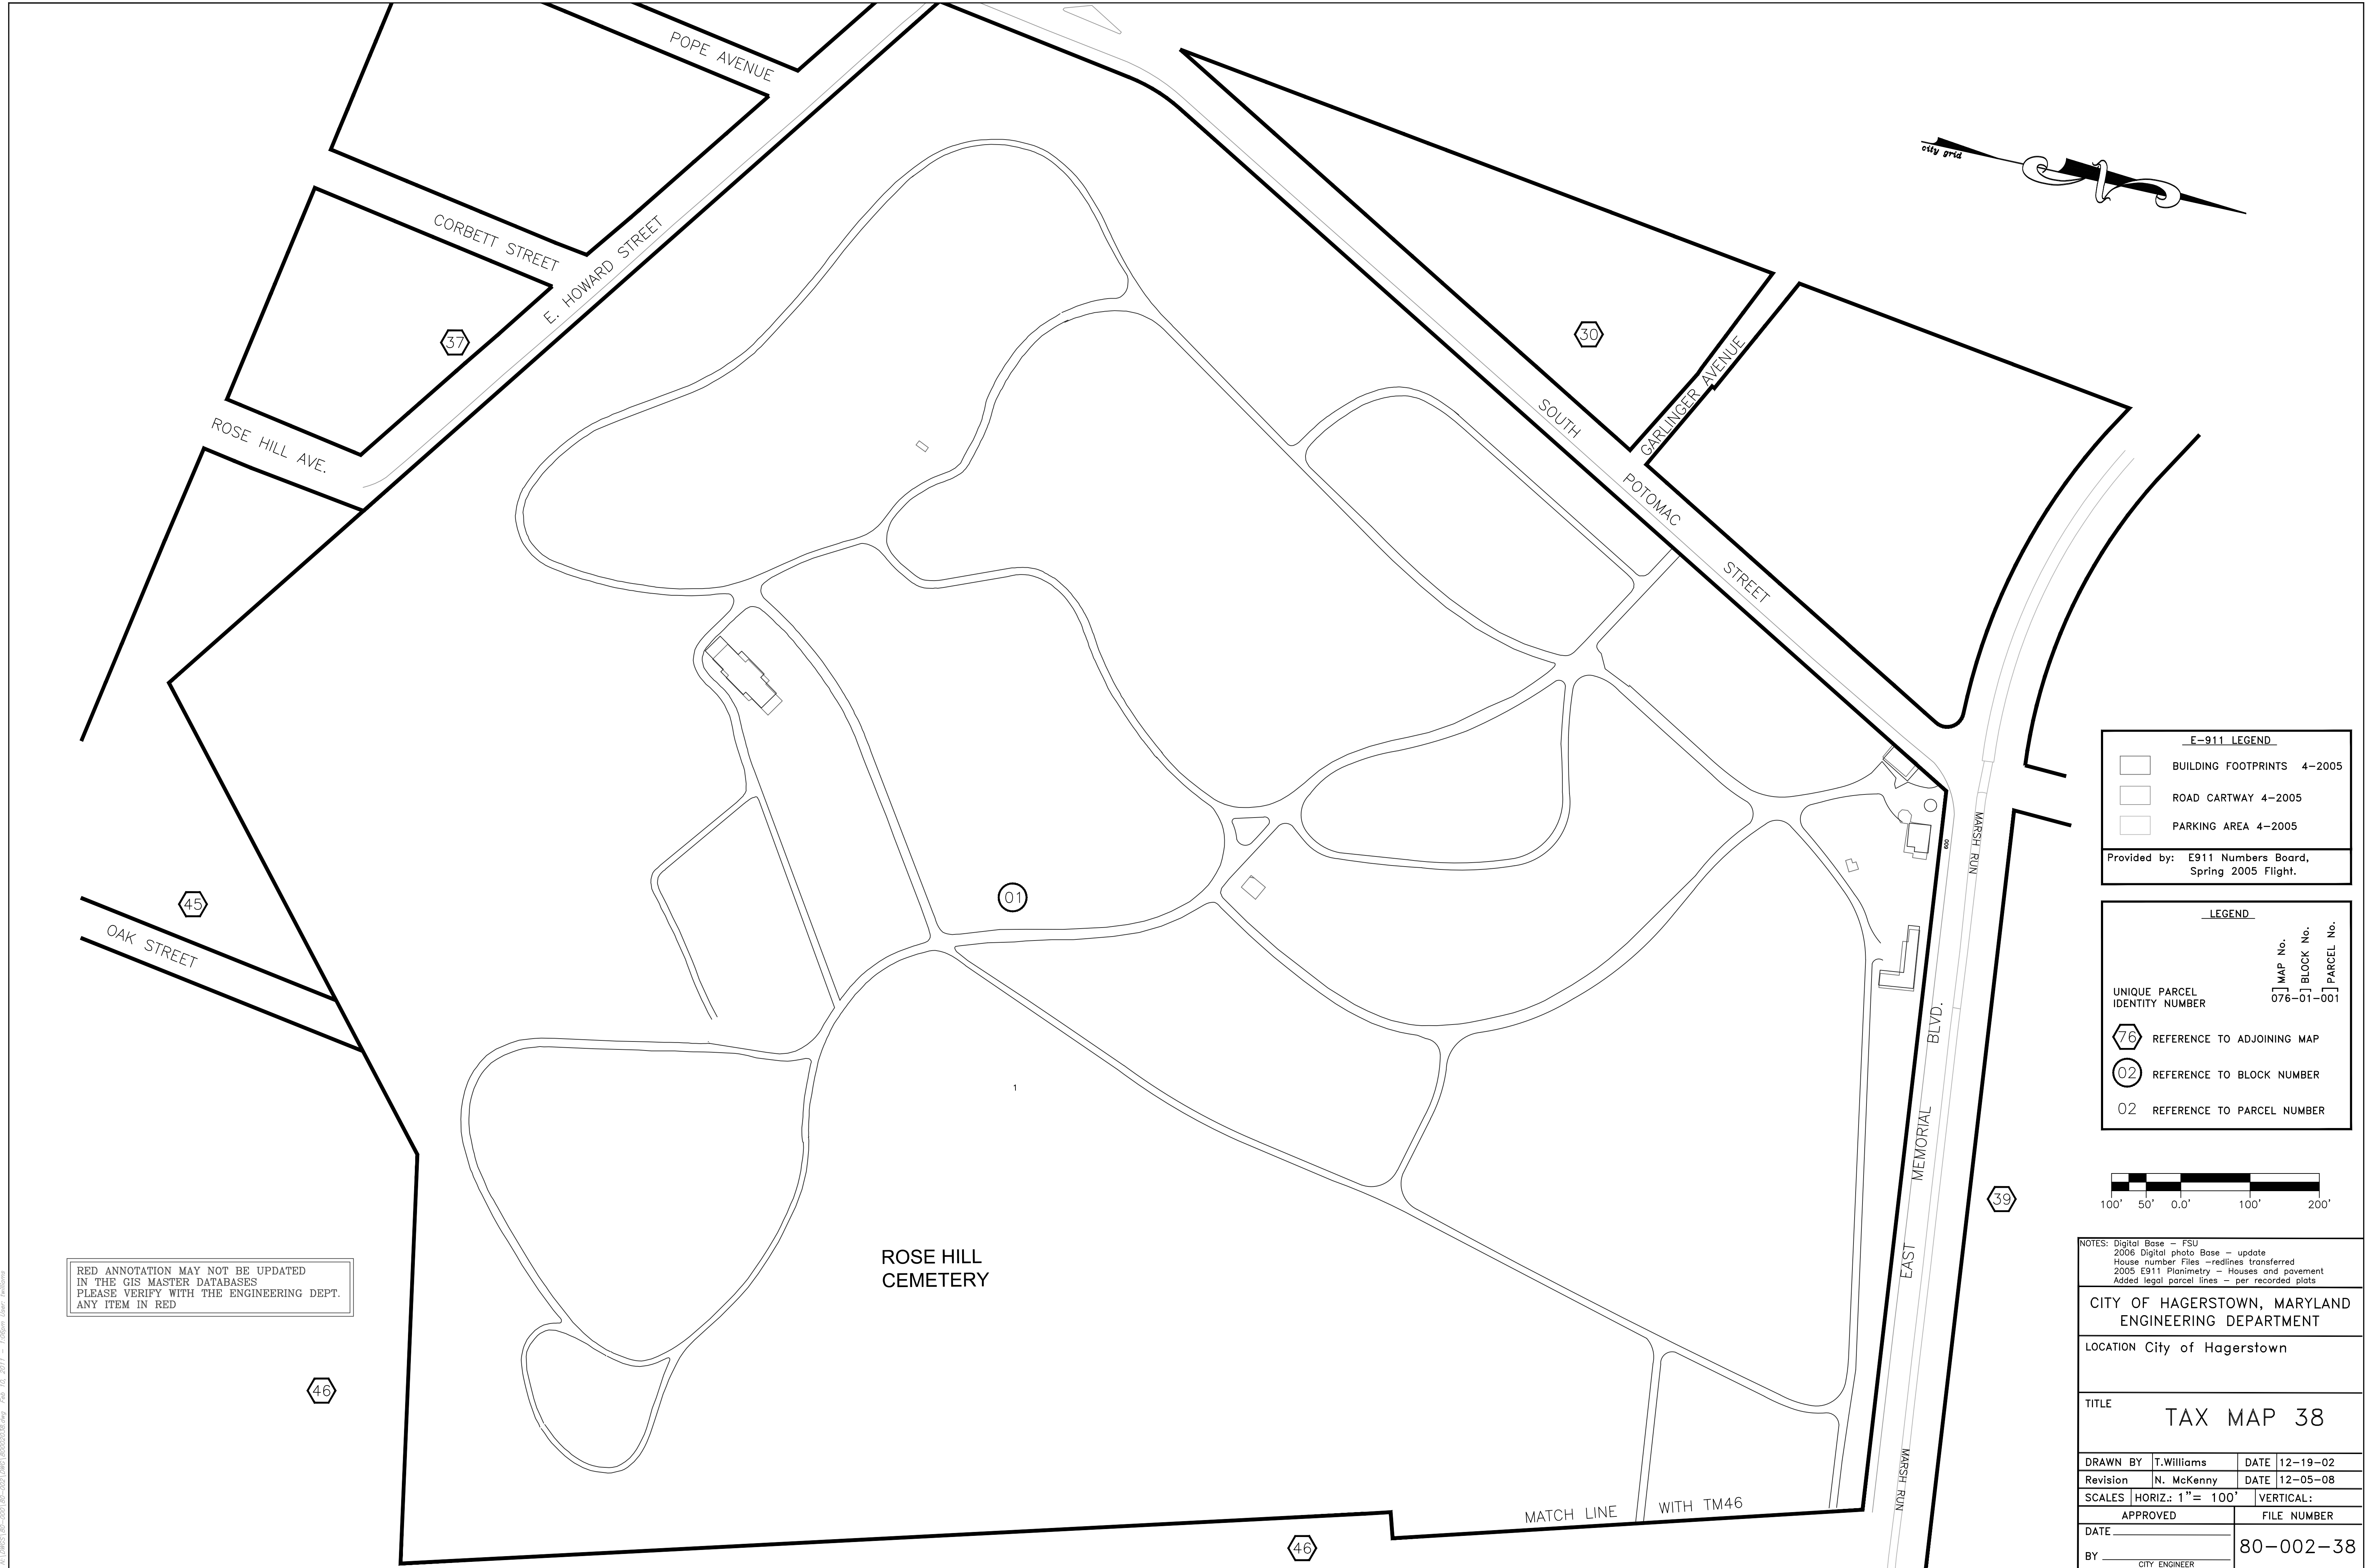 POPE AVENUE
CORBETT STREET
E. HOWARD STREET
37
ROSE HILL AVE.
city grid
30
GARLINGER AVENUE
SOUTH
POTOMAC
STREET
MARSH RUN
600
01
45
OAK STREET
1
EAST MEMORIAL BLVD.
39
ROSE HILL
CEMETERY
RED ANNOTATION MAY NOT BE UPDATED
IN THE GIS MASTER DATABASES
PLEASE VERIFY WITH THE ENGINEERING DEPT.
ANY ITEM IN RED
46
MARSH RUN
MATCH LINE WITH TM46
46
E-911 LEGEND
BUILDING FOOTPRINTS 4-2005
ROAD CARTWAY 4-2005
PARKING AREA 4-2005
Provided by: E911 Numbers Board,
Spring 2005 Flight.
LEGEND
MAP No.
BLOCK No.
PARCEL No.
UNIQUE PARCEL
IDENTITY NUMBER
076-01-001
76 REFERENCE TO ADJOINING MAP
02 REFERENCE TO BLOCK NUMBER
02 REFERENCE TO PARCEL NUMBER
100' 50' 0.0' 100' 200'
NOTES: Digital Base - FSU
2006 Digital photo Base - update
House number Files -redlines transferred
2005 E911 Planimetry - Houses and pavement
Added legal parcel lines - per recorded plats
CITY OF HAGERSTOWN, MARYLAND
ENGINEERING DEPARTMENT
LOCATION City of Hagerstown
TITLE
TAX MAP 38
DRAWN BY T.Williams DATE 12-19-02
Revision N. McKenny DATE 12-05-08
SCALES HORIZ.: 1"= 100' VERTICAL:
APPROVED FILE NUMBER
DATE
80-002-38
BY
CITY ENGINEER